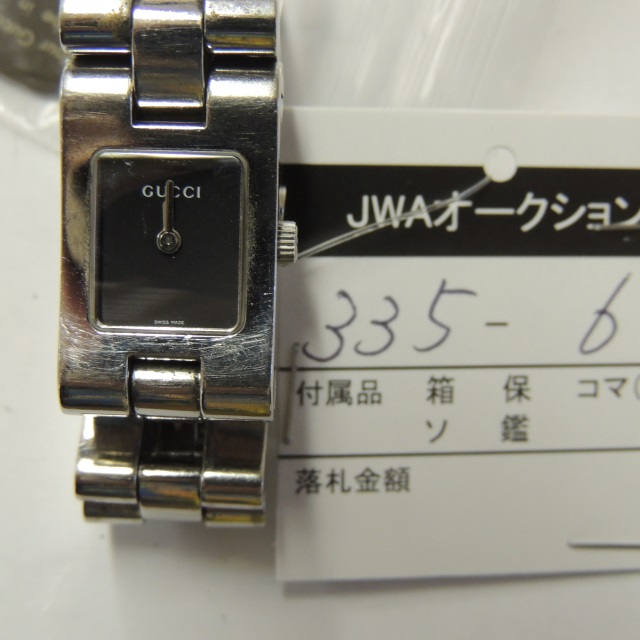 GUCCI
SWISS MADE
JWAオークション
335-6
付属品 箱 保 コマ(
ソ 鑑
落札金額